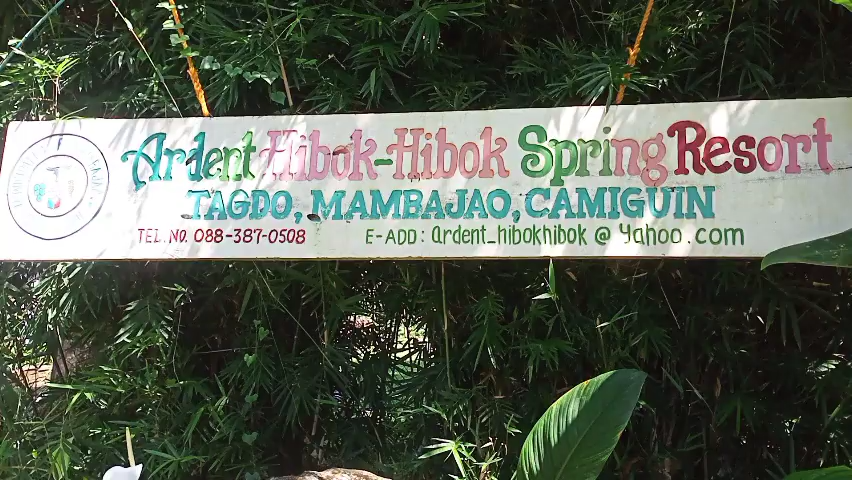 Ardent Hibok-Hibok Spring Resort
TAGDO, MAMBAJAO, CAMIGUIN
TEL. No. 088-387-0508 E-ADD: ardent_hibokhibok @ Yahoo.com